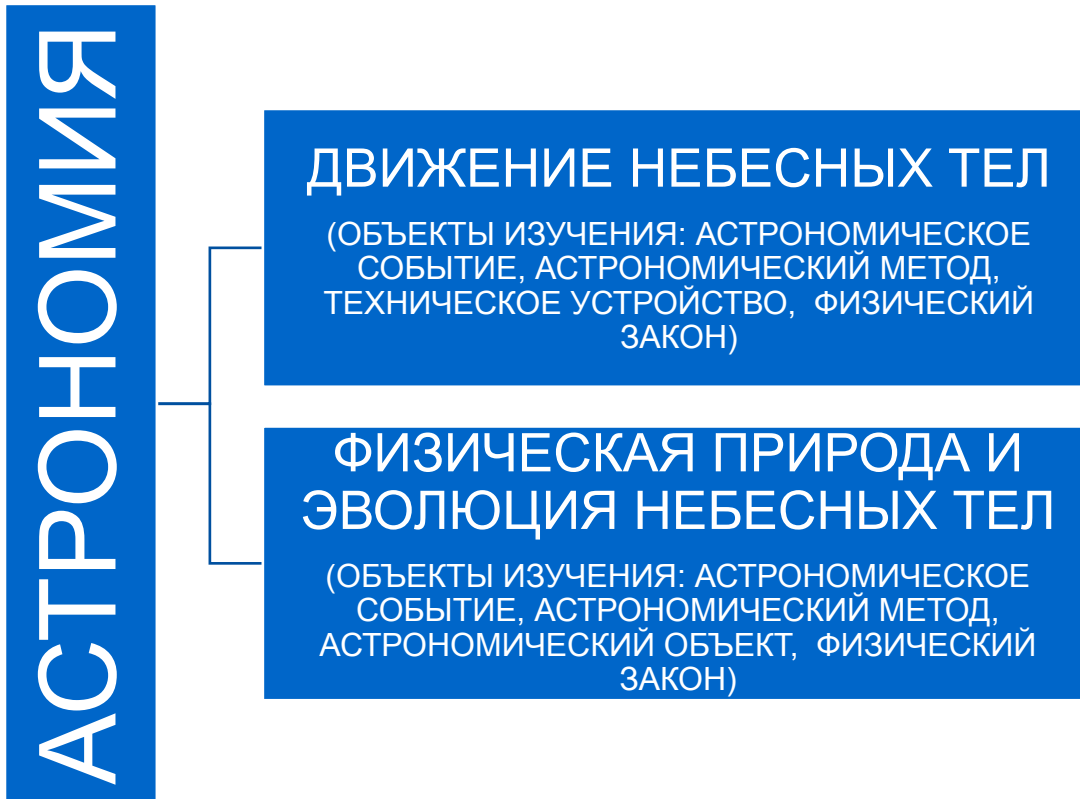 АСТРОНОМИЯ
ДВИЖЕНИЕ НЕБЕСНЫХ ТЕЛ
(ОБЪЕКТЫ ИЗУЧЕНИЯ: АСТРОНОМИЧЕСКОЕ
СОБЫТИЕ, АСТРОНОМИЧЕСКИЙ МЕТОД,
ТЕХНИЧЕСКОЕ УСТРОЙСТВО, ФИЗИЧЕСКИЙ
ЗАКОН)
ФИЗИЧЕСКАЯ ПРИРОДА И
ЭВОЛЮЦИЯ НЕБЕСНЫХ ТЕЛ
(ОБЪЕКТЫ ИЗУЧЕНИЯ: АСТРОНОМИЧЕСКОЕ
СОБЫТИЕ, АСТРОНОМИЧЕСКИЙ МЕТОД,
АСТРОНОМИЧЕСКИЙ ОБЪЕКТ, ФИЗИЧЕСКИЙ
ЗАКОН)